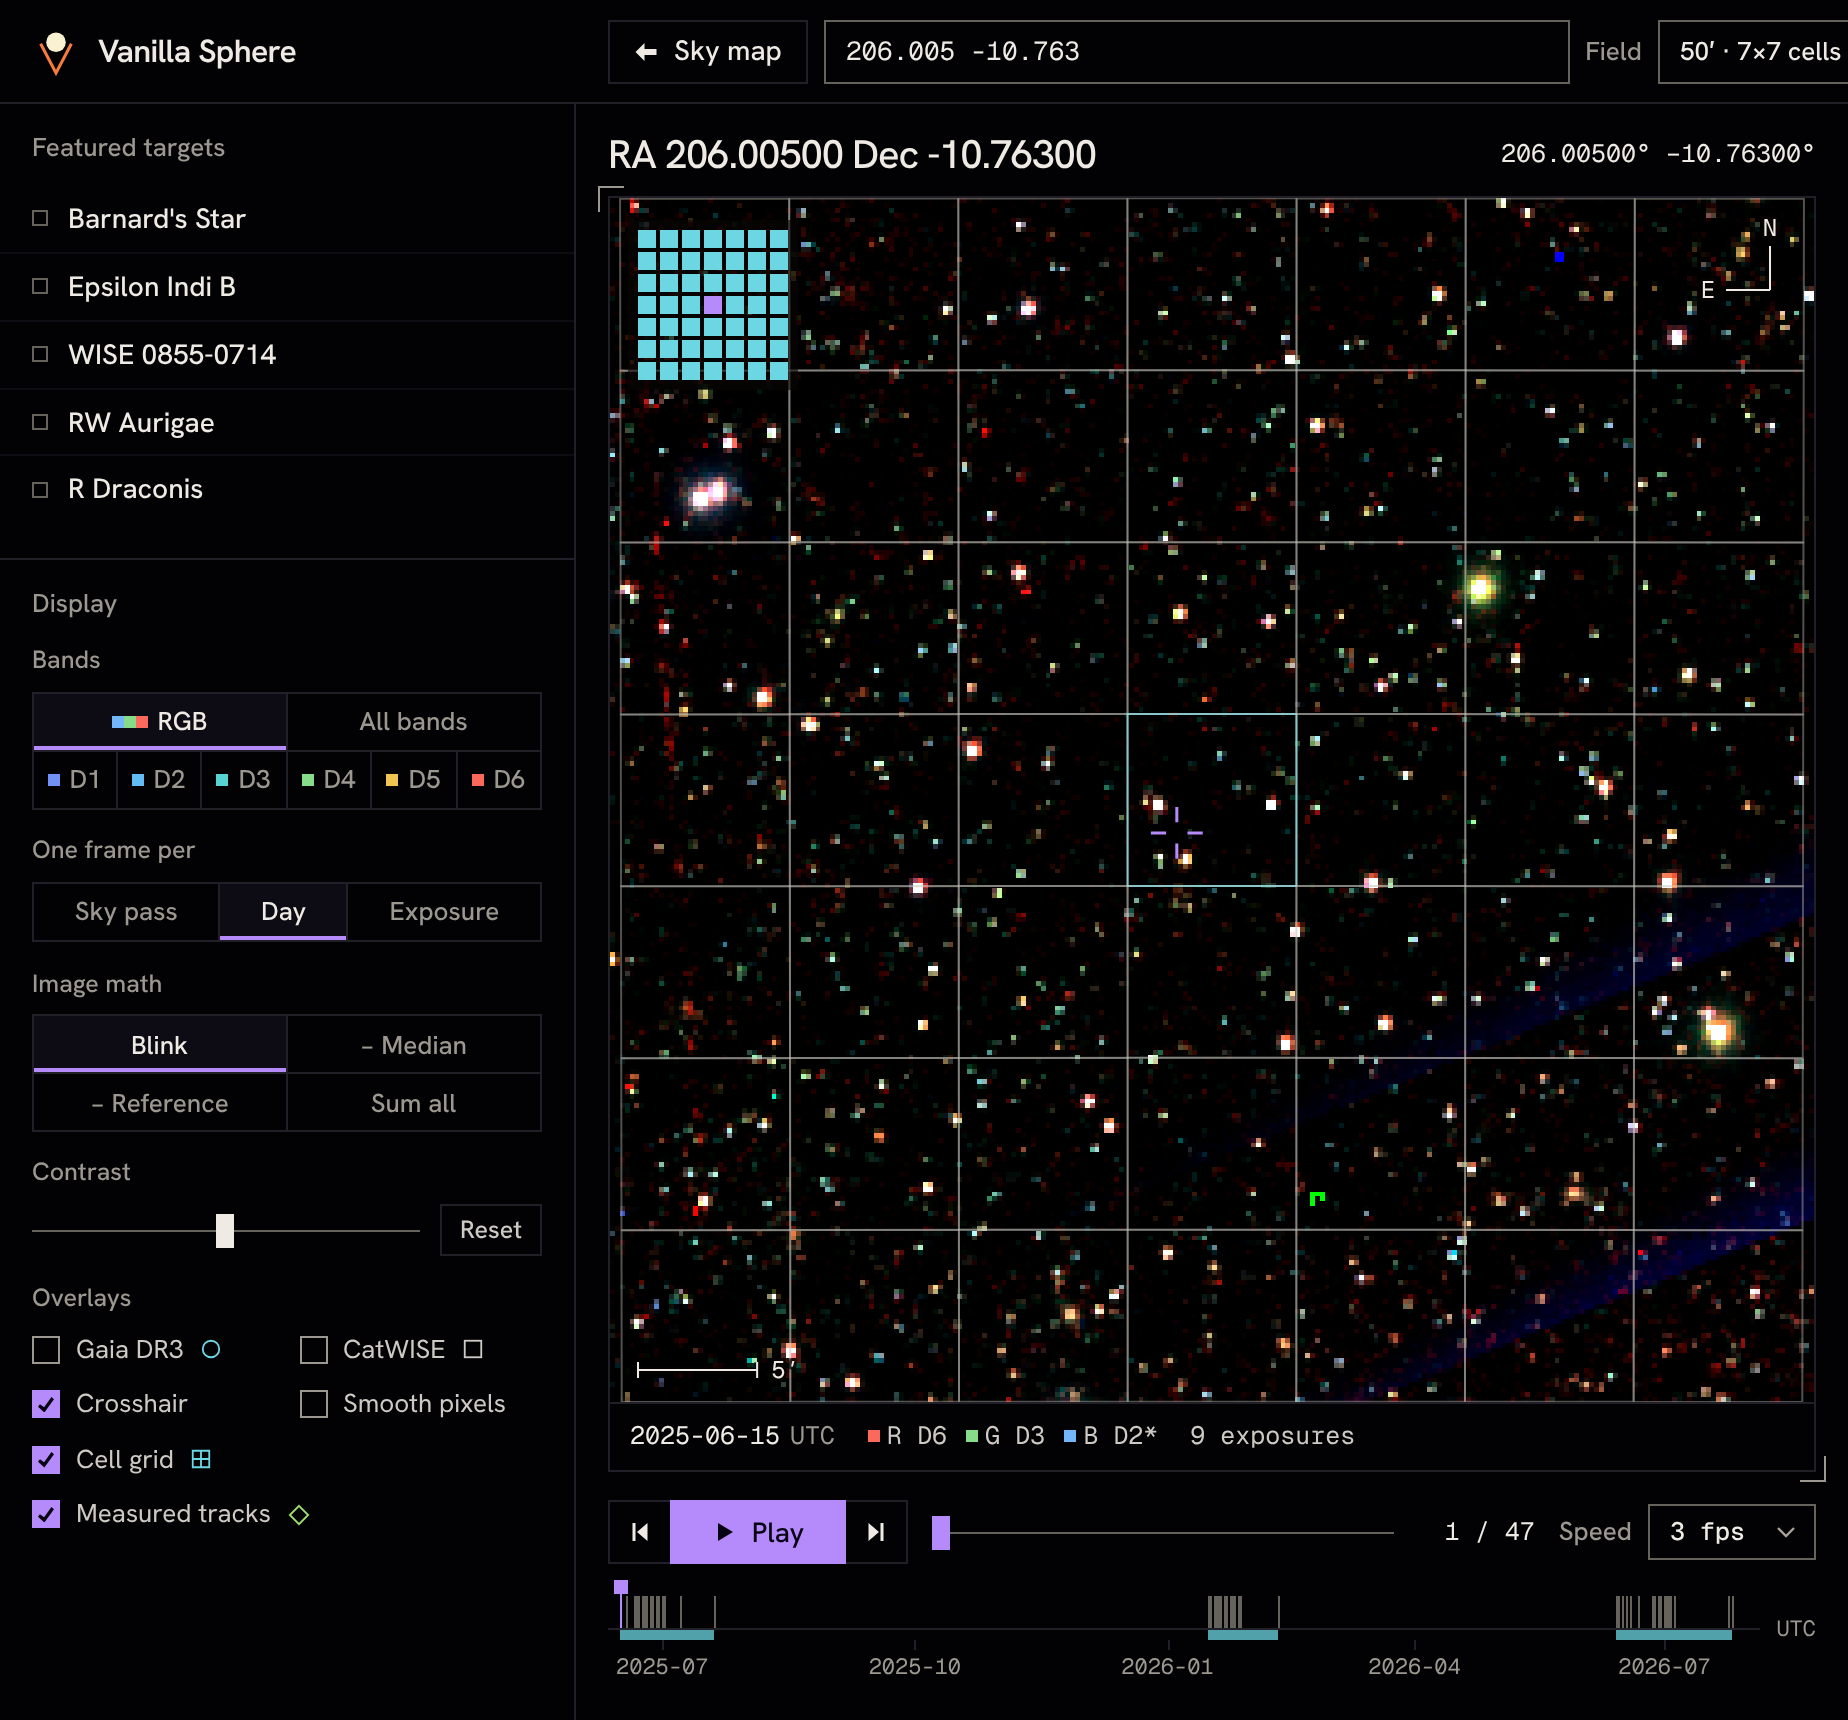 Vanilla Sphere
Sky map
206.005 -10.763
Field
50′ · 7×7 cells
Featured targets
Barnard's Star
Epsilon Indi B
WISE 0855-0714
RW Aurigae
R Draconis
Display
Bands
RGB
All bands
D1
D2
D3
D4
D5
D6
One frame per
Sky pass
Day
Exposure
Image math
Blink
– Median
– Reference
Sum all
Contrast
Reset
Overlays
Gaia DR3
CatWISE
Crosshair
Smooth pixels
Cell grid
Measured tracks
RA 206.00500 Dec -10.76300
206.00500° −10.76300°
N
E
5′
2025-06-15 UTC R D6 G D3 B D2* 9 exposures
Play
1 / 47
Speed
3 fps
UTC
2025-07
2025-10
2026-01
2026-04
2026-07